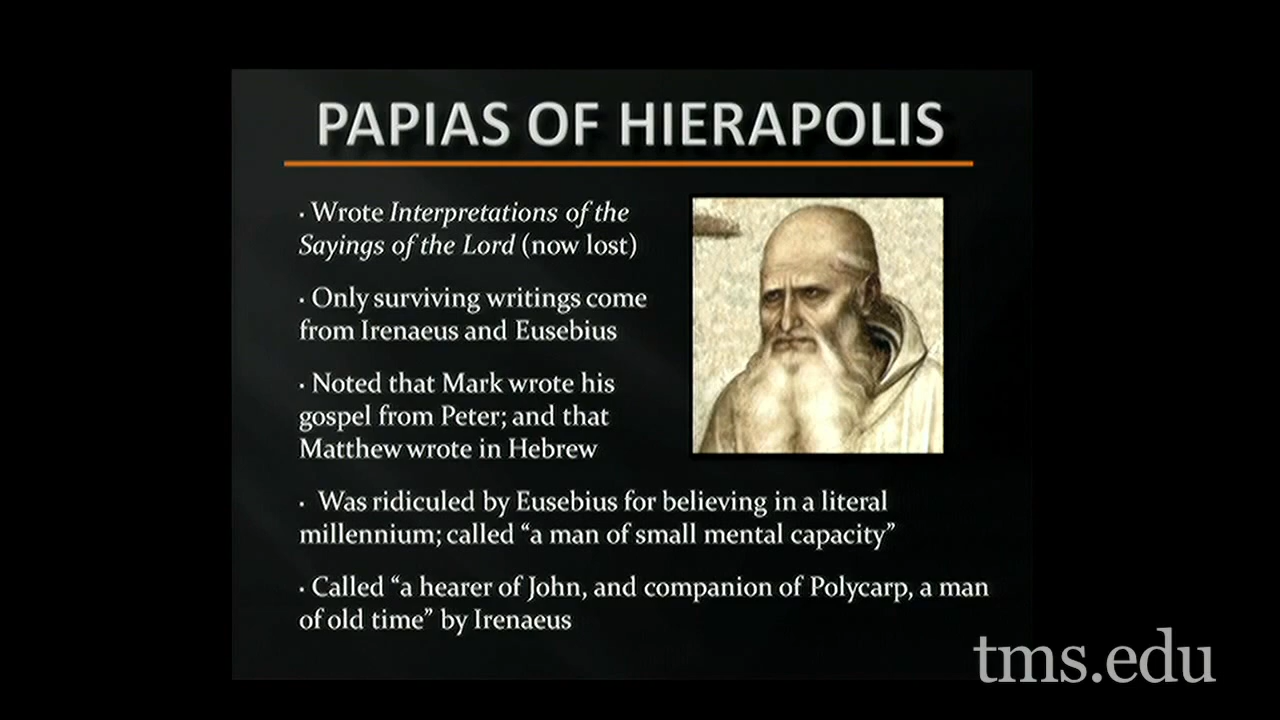 PAPIAS OF HIERAPOLIS
· Wrote Interpretations of the
Sayings of the Lord (now lost)
· Only surviving writings come
from Irenaeus and Eusebius
· Noted that Mark wrote his
gospel from Peter; and that
Matthew wrote in Hebrew
· Was ridiculed by Eusebius for believing in a literal
millennium; called “a man of small mental capacity”
· Called “a hearer of John, and companion of Polycarp, a man
of old time” by Irenaeus
tms.edu